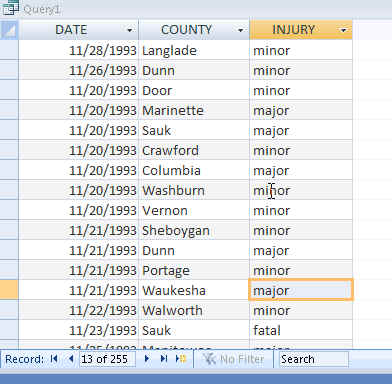 Query1
DATE COUNTY INJURY
11/28/1993 Langlade minor
11/26/1993 Dunn minor
11/20/1993 Door minor
11/20/1993 Marinette major
11/20/1993 Sauk major
11/20/1993 Crawford minor
11/20/1993 Columbia major
11/20/1993 Washburn minor
11/20/1993 Vernon minor
11/21/1993 Sheboygan minor
11/21/1993 Dunn major
11/21/1993 Portage minor
11/21/1993 Waukesha major
11/22/1993 Walworth minor
11/23/1993 Sauk fatal
Record: 13 of 255 No Filter Search